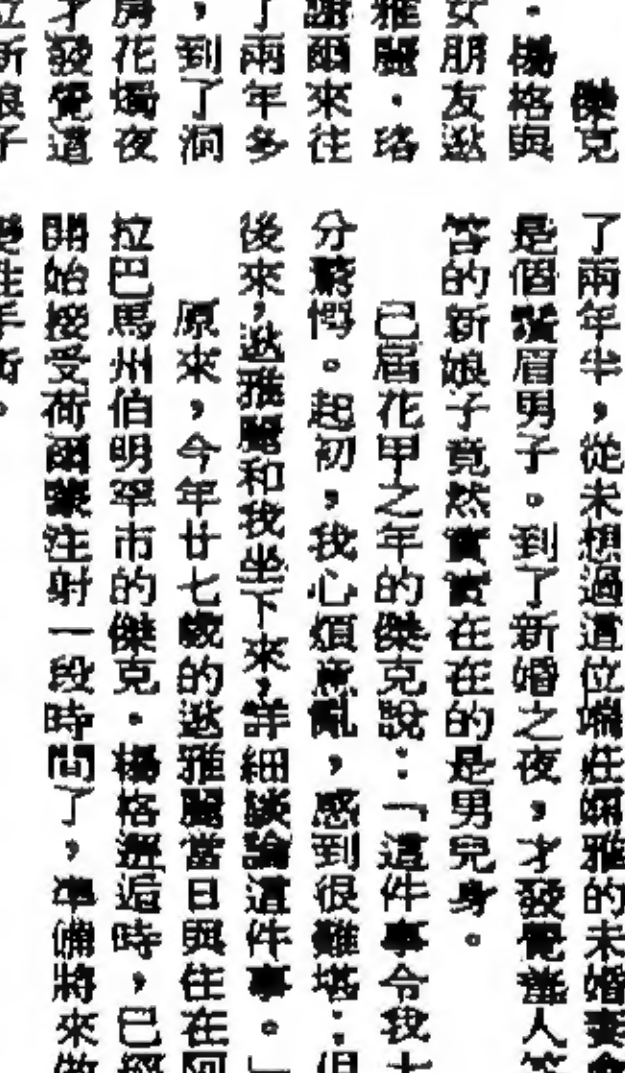 傑克
．楊格與
女朋友逖
雅麗．珞
謝爾來往
了兩年多
，到了洞
房花燭夜
才發覺這
位新娘子
了兩年半，從未想過這位端莊嫻雅的未婚妻會
是個鬚眉男子。到了新婚之夜，才發覺羞人答
答的新娘子竟然實實在在的是男兒身。
已屆花甲之年的傑克說：「這件事令我十
分驚愕。起初，我心煩意亂，感到很難堪；但
後來，逖雅麗和我坐下來，詳細談論這件事。」
原來，今年廿七歲的逖雅麗當日與住在阿
拉巴馬州伯明罕市的傑克．楊格邂逅時，已經
開始接受荷爾蒙注射一段時間了，準備將來做
變性手術。